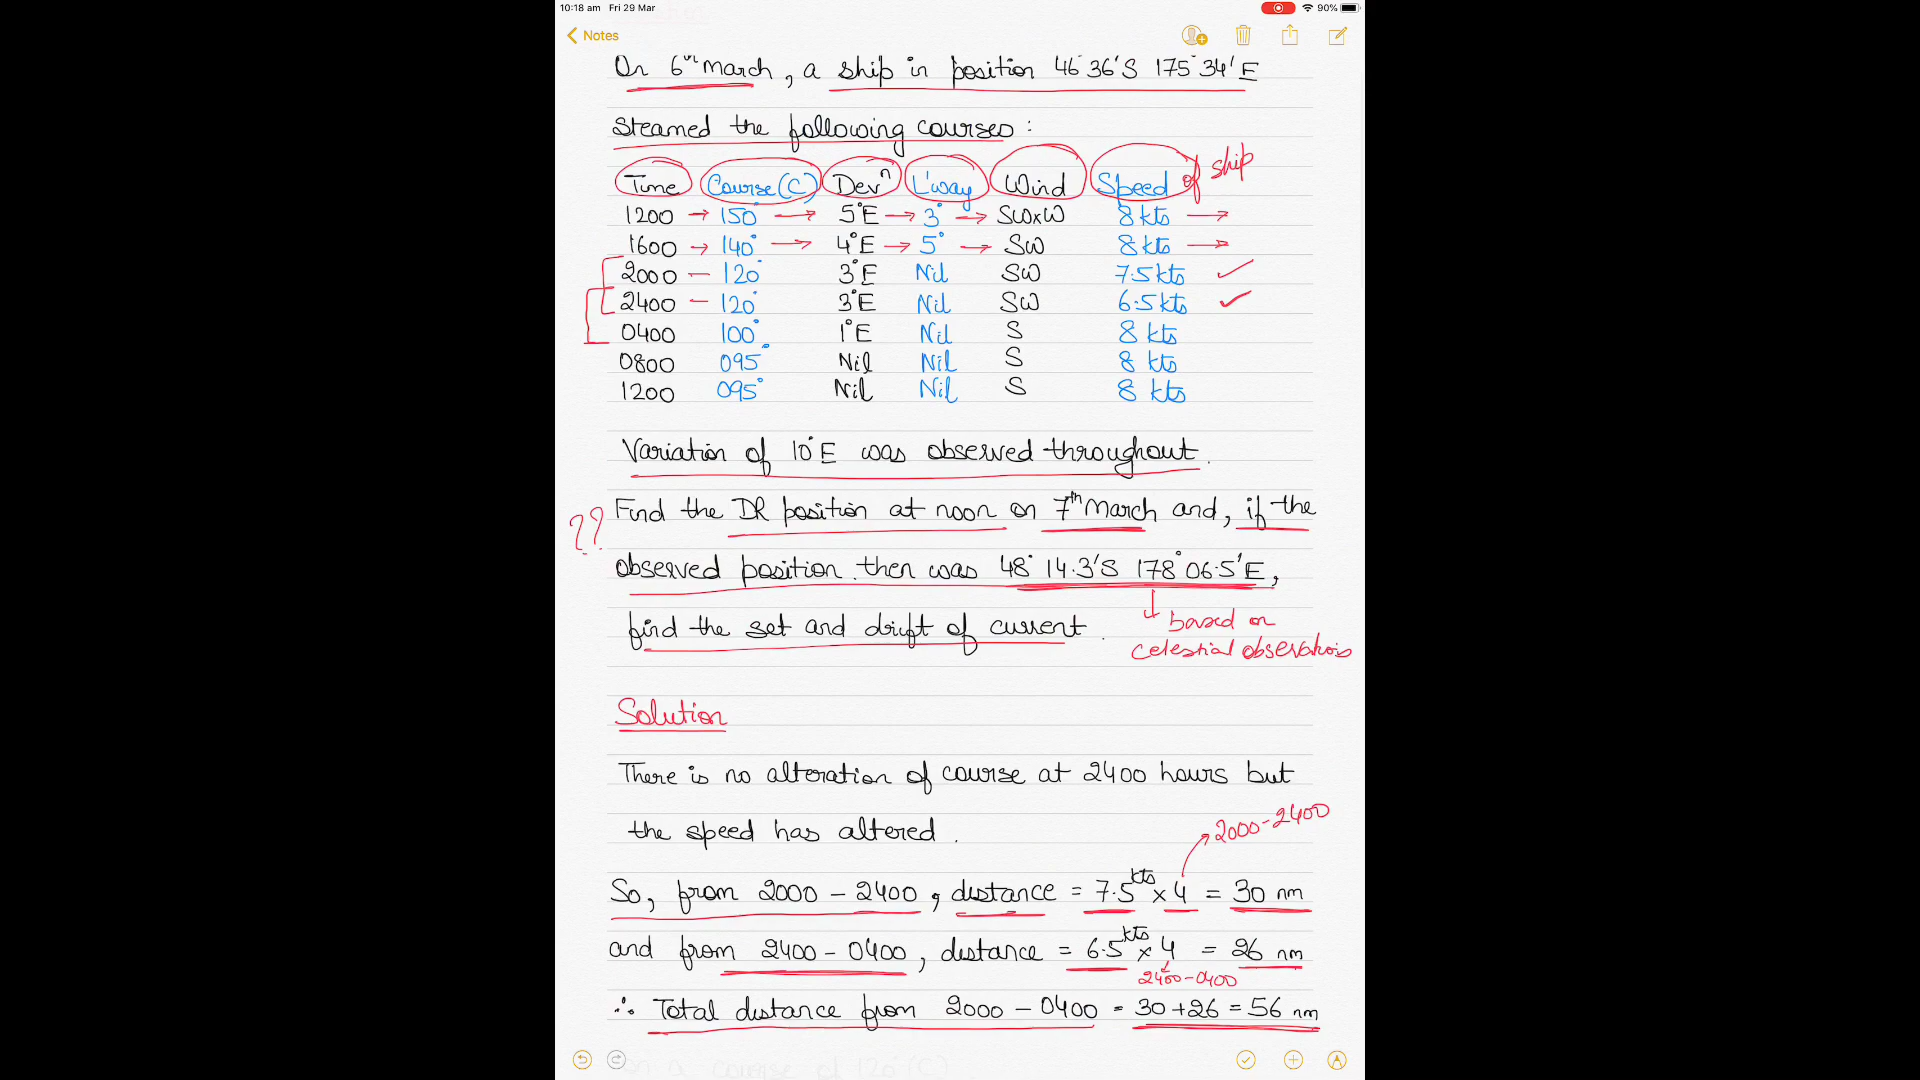 10:18 am Fri 29 Mar
90%
Notes
On 6th March, a ship in position 46° 36'S 175° 34'E
steamed the following courses :
Time Course (C) Devn L'way Wind Speed of ship
1200 → 150° → 5°E → 3° → SWxW 8 kts →
1600 → 140° → 4°E → 5° → SW 8 kts →
2000 – 120° 3°E Nil SW 7.5 kts ✓
2400 – 120° 3°E Nil SW 6.5 kts ✓
0400 100° 1°E Nil S 8 kts
0800 095° Nil Nil S 8 kts
1200 095° Nil Nil S 8 kts
Variation of 10°E was observed throughout.
?? Find the DR position at noon on 7th March and, if the
observed position then was 48° 14.3'S 178° 06.5'E,
find the set and drift of current.
↳ based on
celestial observations
Solution
There is no alteration of course at 2400 hours but
the speed has altered.
2000-2400
So, from 2000 – 2400, distance = 7.5 kts × 4 = 30 nm
and from 2400 – 0400, distance = 6.5 kts × 4 = 26 nm
2400-0400
∴ Total distance from 2000 – 0400 = 30 + 26 = 56 nm
on a course of 120° (C)